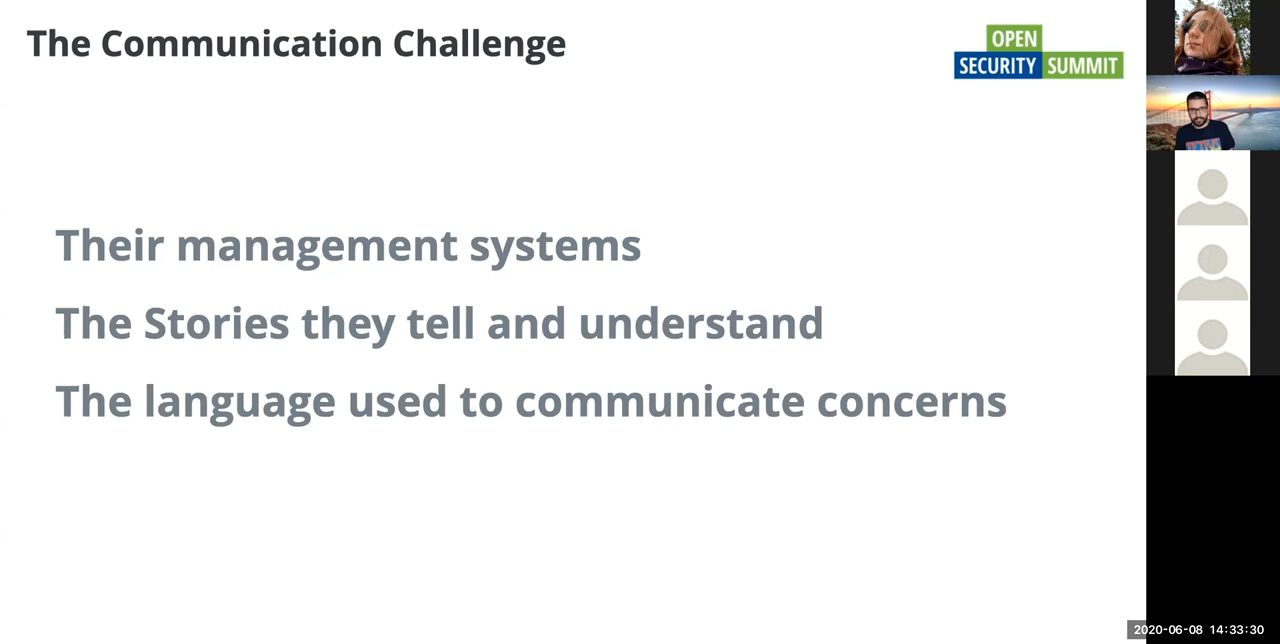 The Communication Challenge
OPEN
SECURITY SUMMIT
Their management systems
The Stories they tell and understand
The language used to communicate concerns
2020-06-08 14:33:30